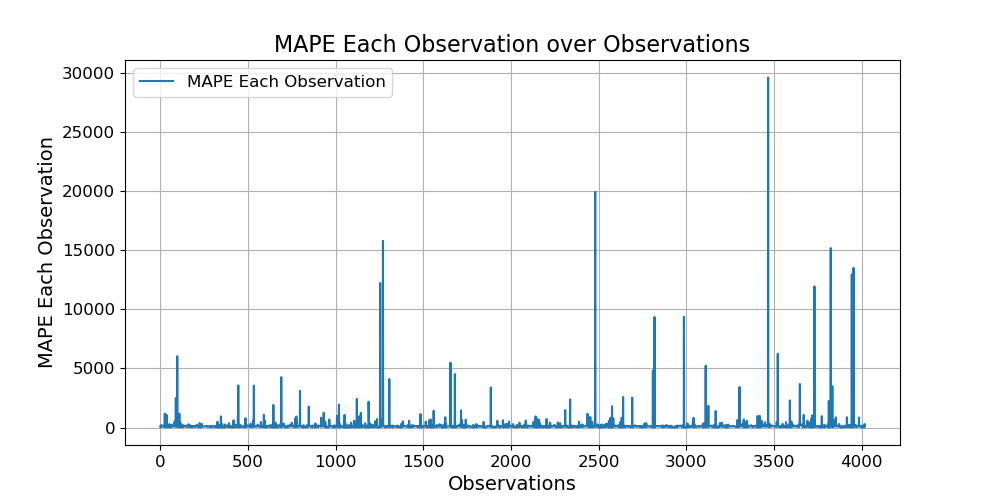 MAPE Each Observation over Observations
MAPE Each Observation
30000
25000
20000
15000
10000
5000
0
MAPE Each Observation
0 500 1000 1500 2000 2500 3000 3500 4000
Observations